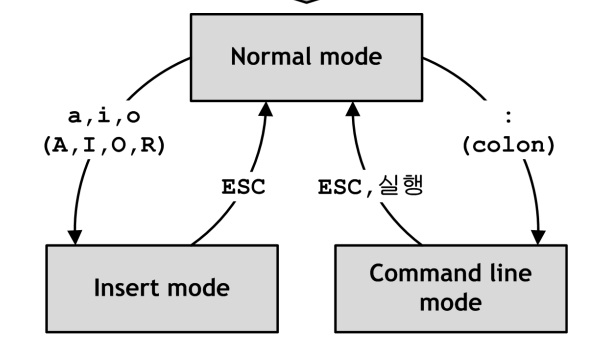 Normal mode
a,i,o
(A,I,O,R)
:
(colon)
ESC
ESC,실행
Insert mode
Command line
mode